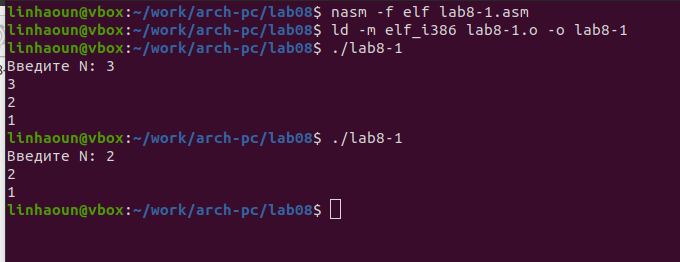 linhaoun@vbox:~/work/arch-pc/lab08$ nasm -f elf lab8-1.asm
linhaoun@vbox:~/work/arch-pc/lab08$ ld -m elf_i386 lab8-1.o -o lab8-1
linhaoun@vbox:~/work/arch-pc/lab08$ ./lab8-1
Введите N: 3
3
2
1
linhaoun@vbox:~/work/arch-pc/lab08$ ./lab8-1
Введите N: 2
2
1
linhaoun@vbox:~/work/arch-pc/lab08$